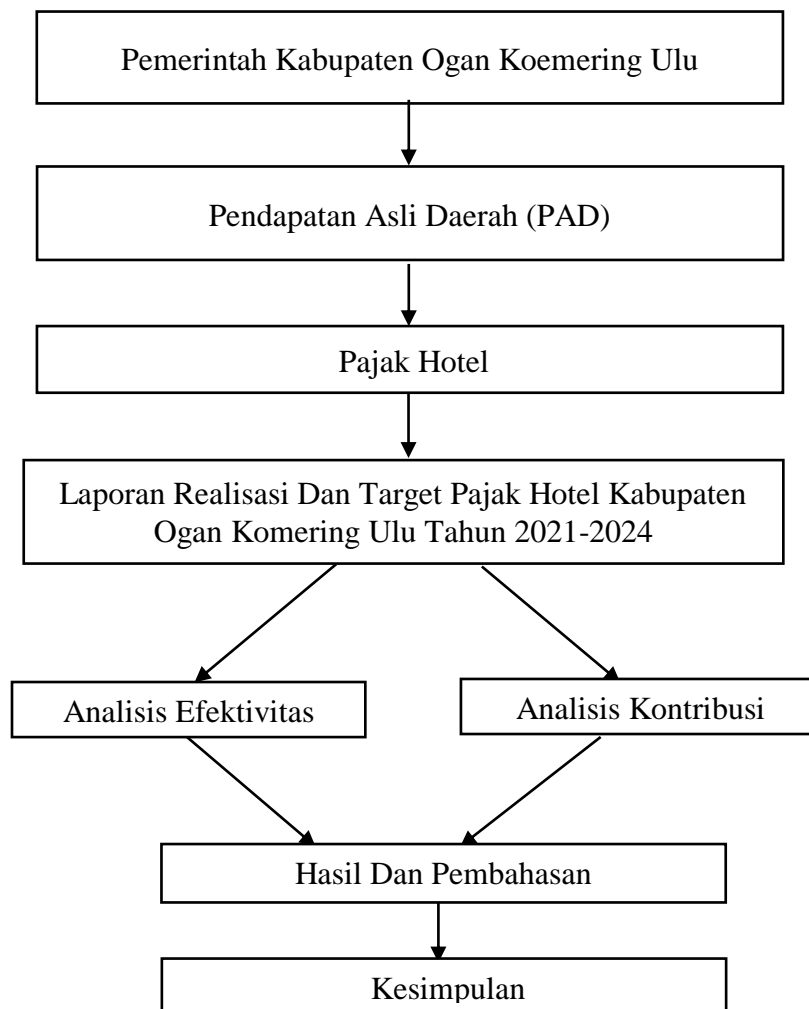 Pemerintah Kabupaten Ogan Koemering Ulu
Pendapatan Asli Daerah (PAD)
Pajak Hotel
Laporan Realisasi Dan Target Pajak Hotel Kabupaten
Ogan Komering Ulu Tahun 2021-2024
Analisis Efektivitas
Analisis Kontribusi
Hasil Dan Pembahasan
Kesimpulan